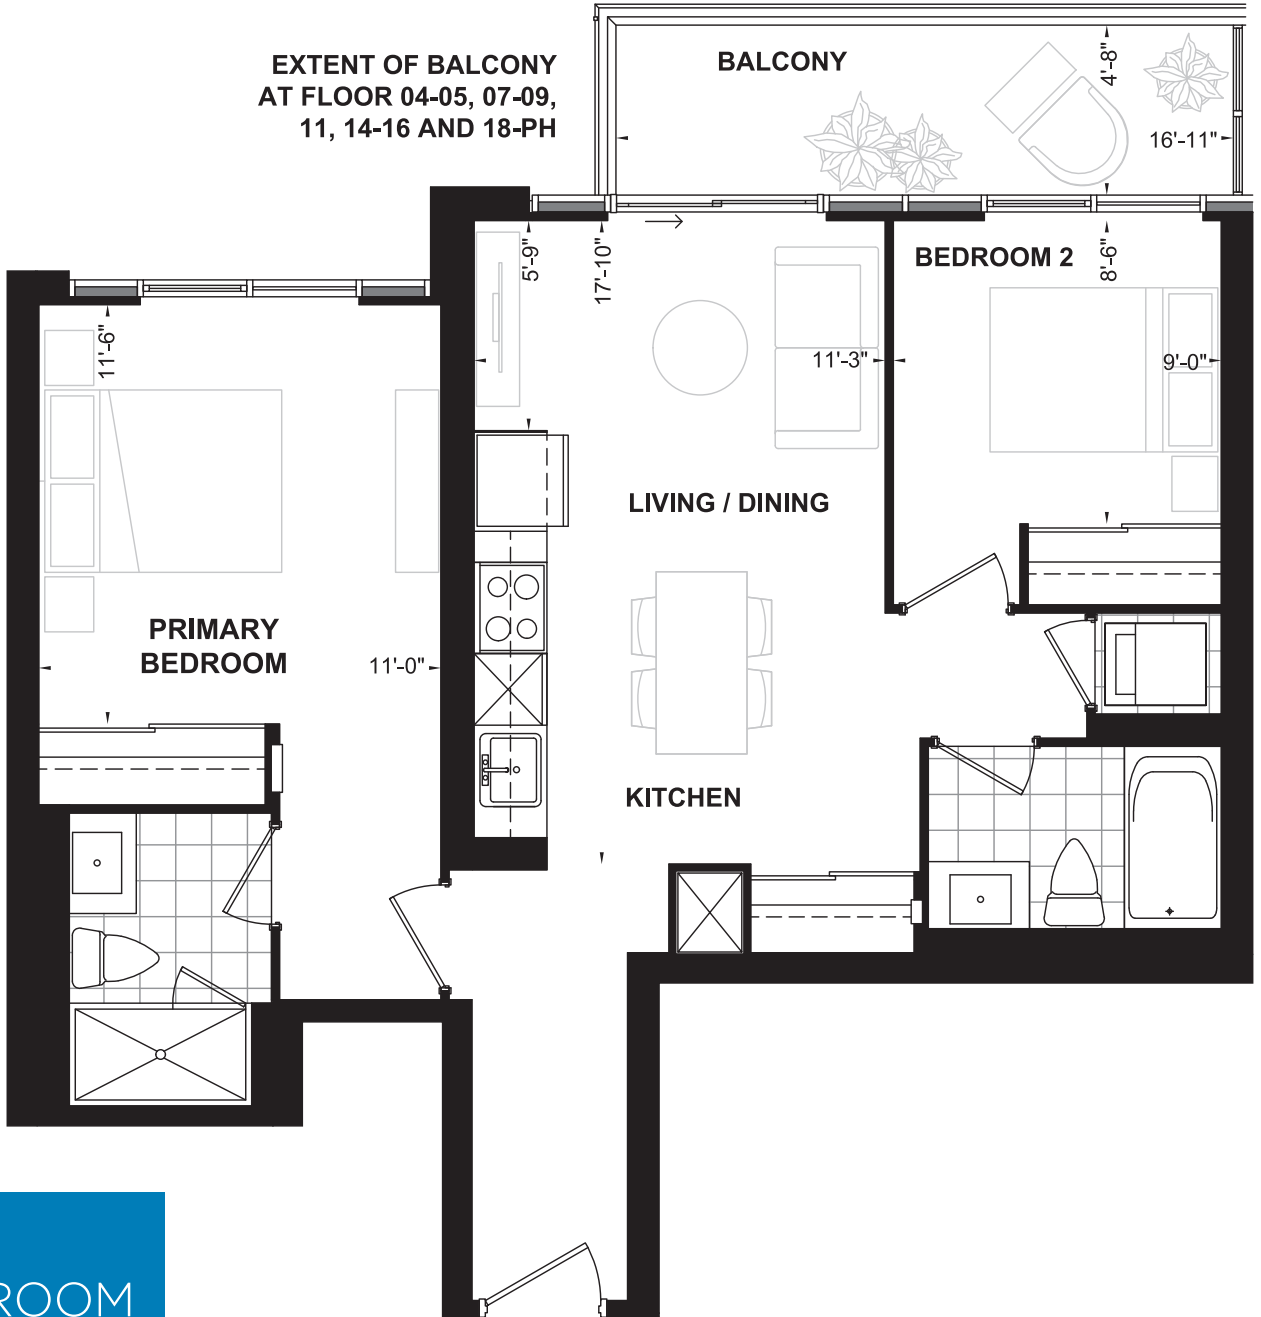 EXTENT OF BALCONY
AT FLOOR 04-05, 07-09,
11, 14-16 AND 18-PH
BALCONY
4'-8"
16'-11"
5'-9"
17'-10"
BEDROOM 2
8'-6"
11'-6"
11'-3"
9'-0"
LIVING / DINING
PRIMARY
BEDROOM
11'-0"
KITCHEN
ROOM